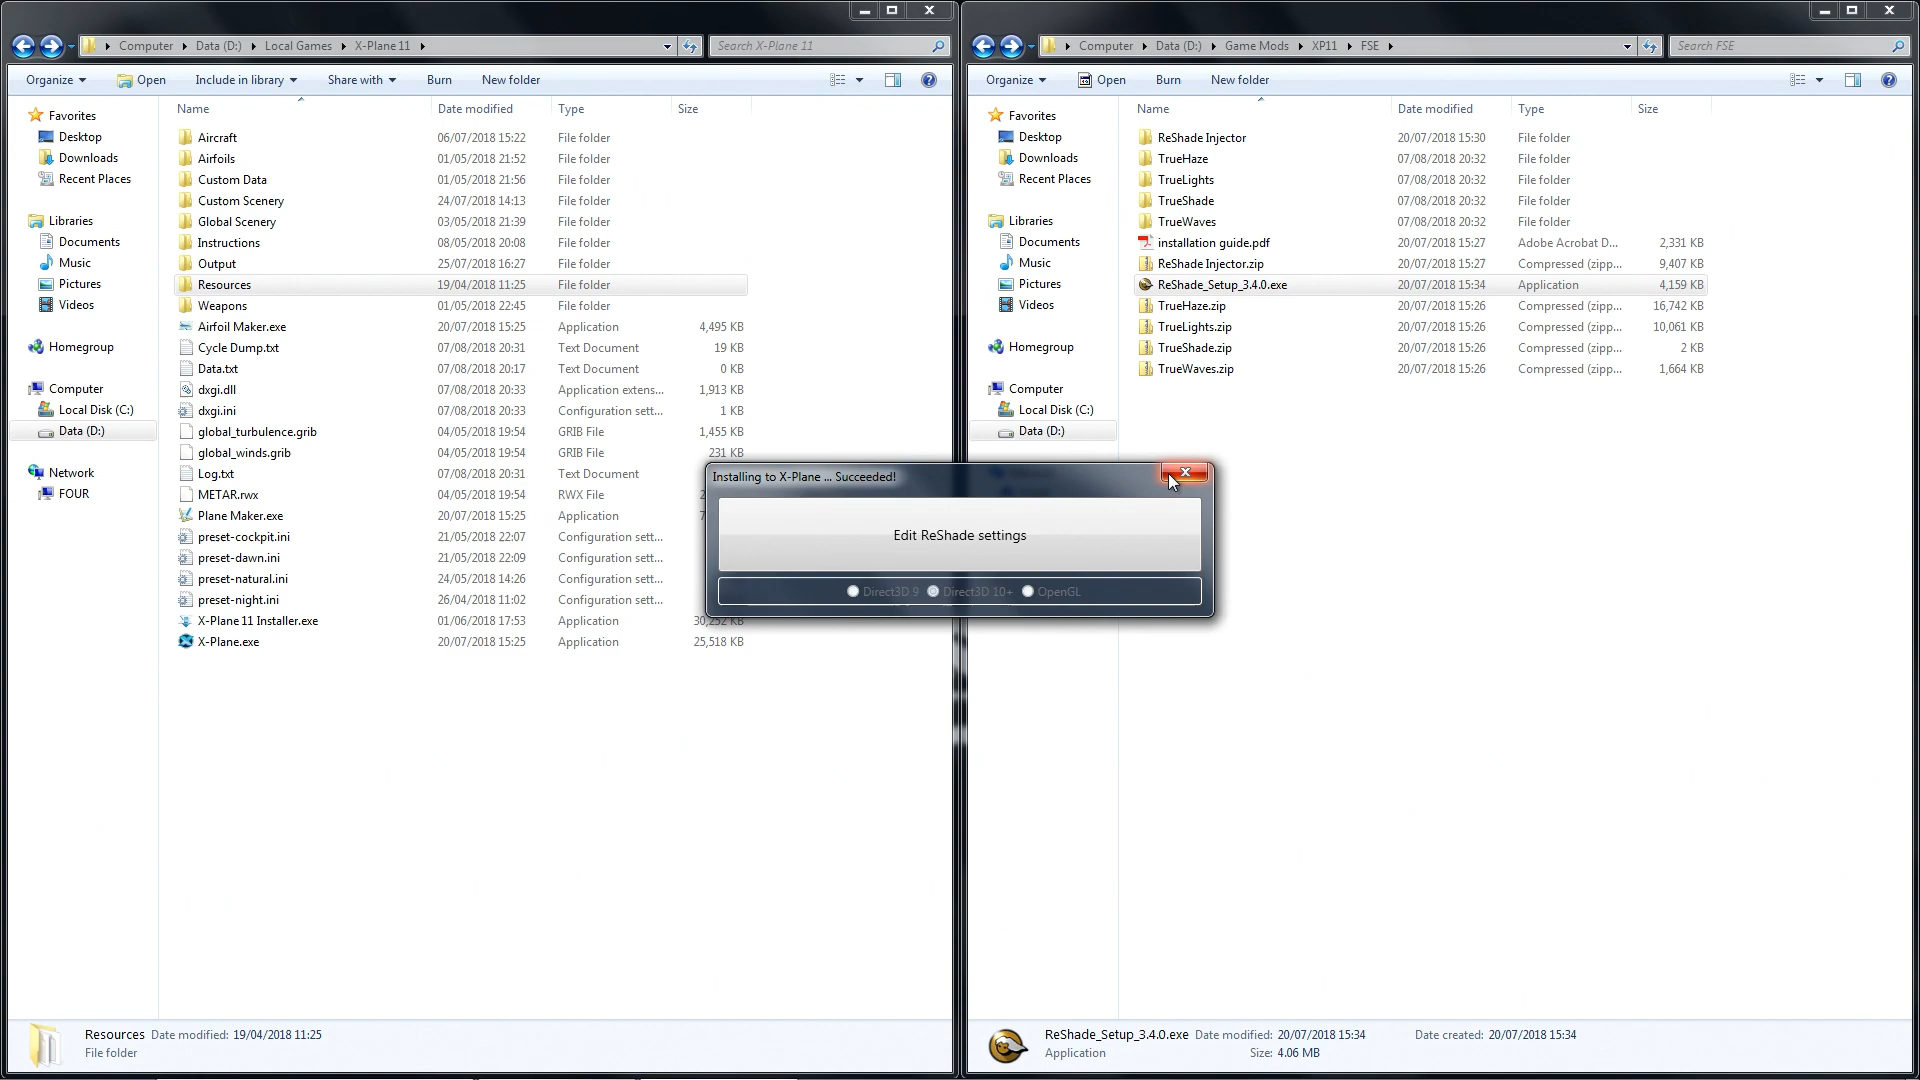 Computer Data (D:) Local Games X-Plane 11
Search X-Plane 11
Organize Open Include in library Share with Burn New folder
Favorites
Desktop
Downloads
Recent Places
Libraries
Documents
Music
Pictures
Videos
Homegroup
Computer
Local Disk (C:)
Data (D:)
Network
FOUR
Name Date modified Type Size
Aircraft 06/07/2018 15:22 File folder
Airfoils 01/05/2018 21:52 File folder
Custom Data 01/05/2018 21:56 File folder
Custom Scenery 24/07/2018 14:13 File folder
Global Scenery 03/05/2018 21:39 File folder
Instructions 08/05/2018 20:08 File folder
Output 25/07/2018 16:27 File folder
Resources 19/04/2018 11:25 File folder
Weapons 01/05/2018 22:45 File folder
Airfoil Maker.exe 20/07/2018 15:25 Application 4,495 KB
Cycle Dump.txt 07/08/2018 20:31 Text Document 19 KB
Data.txt 07/08/2018 20:17 Text Document 0 KB
dxgi.dll 07/08/2018 20:33 Application extens... 1,913 KB
dxgi.ini 07/08/2018 20:33 Configuration sett... 1 KB
global_turbulence.grib 04/05/2018 19:54 GRIB File 1,455 KB
global_winds.grib 04/05/2018 19:54 GRIB File 231 KB
Log.txt 07/08/2018 20:31 Text Document
METAR.rwx 04/05/2018 19:54 RWX File
Plane Maker.exe 20/07/2018 15:25 Application
preset-cockpit.ini 21/05/2018 22:07 Configuration sett...
preset-dawn.ini 21/05/2018 22:09 Configuration sett...
preset-natural.ini 24/05/2018 14:26 Configuration sett...
preset-night.ini 26/04/2018 11:02 Configuration sett...
X-Plane 11 Installer.exe 01/06/2018 17:53 Application 30,252 KB
X-Plane.exe 20/07/2018 15:25 Application 25,518 KB
Resources Date modified: 19/04/2018 11:25
File folder
Installing to X-Plane ... Succeeded!
Edit ReShade settings
Direct3D 9 Direct3D 10+ OpenGL
Computer Data (D:) Game Mods XP11 FSE
Search FSE
Organize Open Burn New folder
Favorites
Desktop
Downloads
Recent Places
Libraries
Documents
Music
Pictures
Videos
Homegroup
Computer
Local Disk (C:)
Data (D:)
Name Date modified Type Size
ReShade Injector 20/07/2018 15:30 File folder
TrueHaze 07/08/2018 20:32 File folder
TrueLights 07/08/2018 20:32 File folder
TrueShade 07/08/2018 20:32 File folder
TrueWaves 07/08/2018 20:32 File folder
installation guide.pdf 20/07/2018 15:27 Adobe Acrobat D... 2,331 KB
ReShade Injector.zip 20/07/2018 15:27 Compressed (zipp... 9,407 KB
ReShade_Setup_3.4.0.exe 20/07/2018 15:34 Application 4,159 KB
TrueHaze.zip 20/07/2018 15:26 Compressed (zipp... 16,742 KB
TrueLights.zip 20/07/2018 15:26 Compressed (zipp... 10,061 KB
TrueShade.zip 20/07/2018 15:26 Compressed (zipp... 2 KB
TrueWaves.zip 20/07/2018 15:26 Compressed (zipp... 1,664 KB
ReShade_Setup_3.4.0.exe Date modified: 20/07/2018 15:34 Date created: 20/07/2018 15:34
Application Size: 4.06 MB